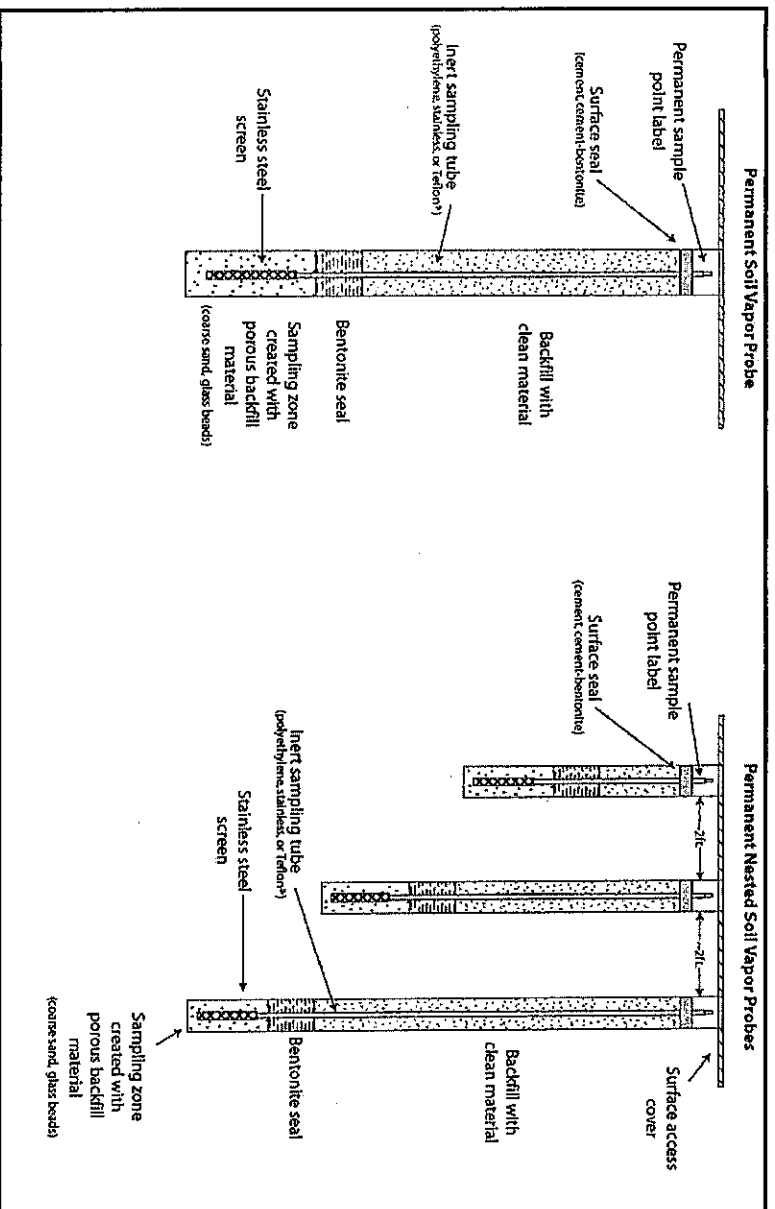 Permanent Soil Vapor Probe
Permanent sample
point label
Surface seal
(cement, cement-bentonite)
Inert sampling tube
(polyethylene, stainless, or Teflon®)
Stainless steel
screen
Backfill with
clean material
Bentonite seal
Sampling zone
created with
porous backfill
material
(coarse sand, glass beads)
Permanent Nested Soil Vapor Probes
Permanent sample
point label
Surface seal
(cement, cement-bentonite)
~2ft
~2ft
Surface access
cover
Inert sampling tube
(polyethylene, stainless, or Teflon®)
Stainless steel
screen
Backfill with
clean material
Bentonite seal
Sampling zone
created with
porous backfill
material
(coarse sand, glass beads)